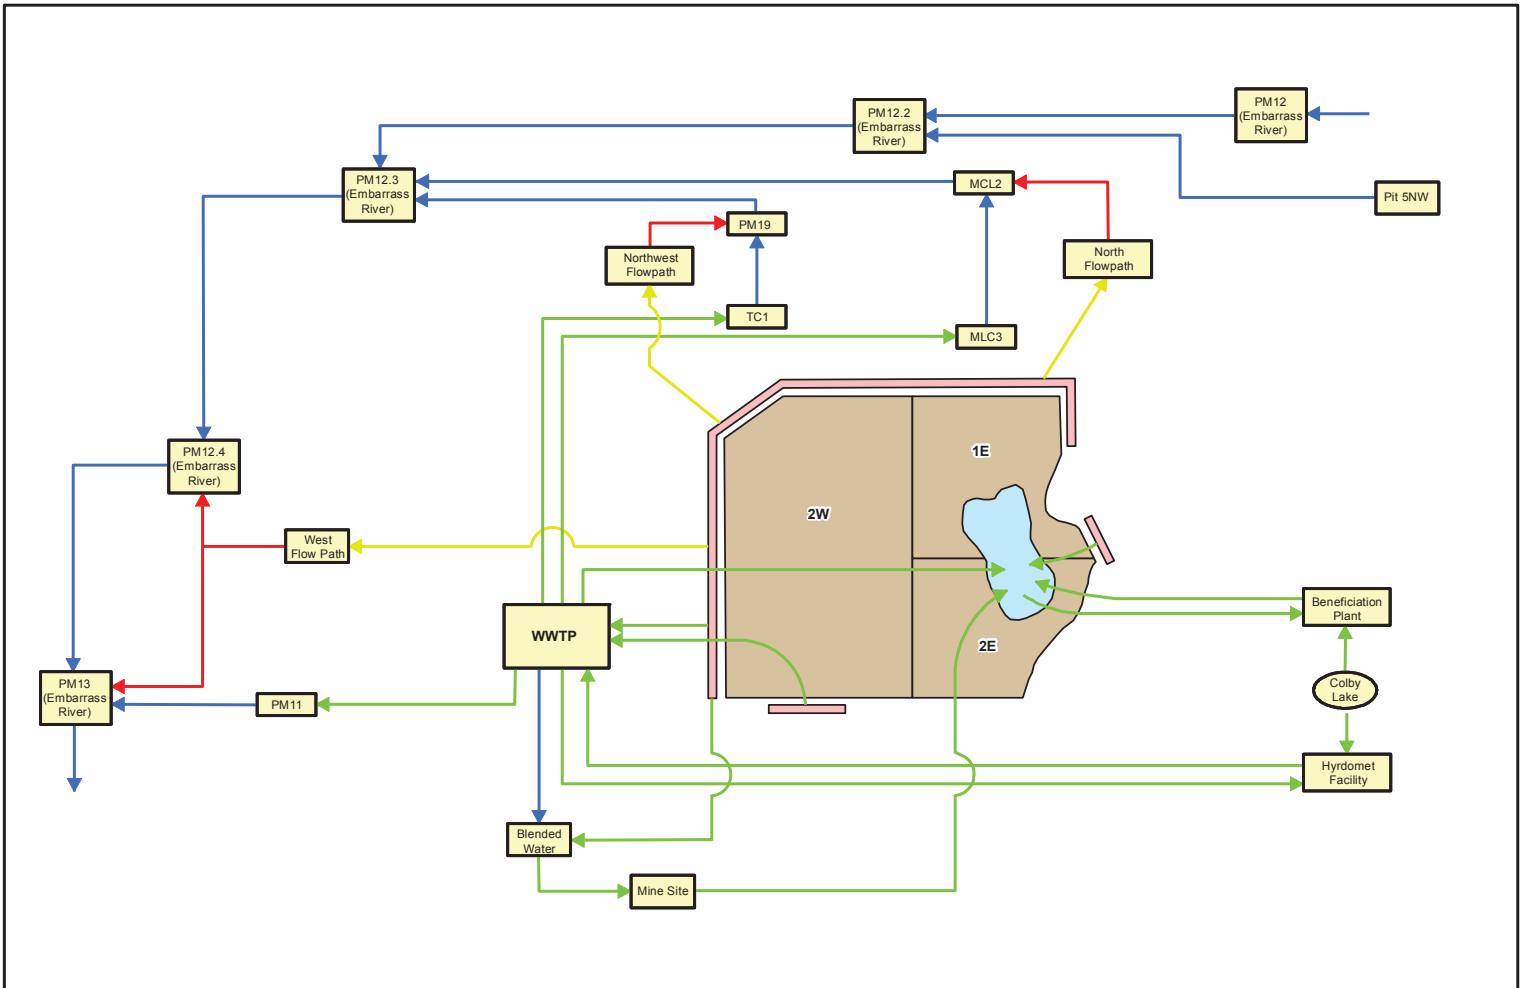 PM12
(Embarrass
River)
PM12.2
(Embarrass
River)
PM12.3
(Embarrass
River)
MCL2
Pit 5NW
PM19
Northwest
Flowpath
North
Flowpath
TC1
MLC3
PM12.4
(Embarrass
River)
1E
2W
West
Flow Path
WWTP
2E
Beneficiation
Plant
PM13
(Embarrass
River)
PM11
Colby
Lake
Hyrdomet
Facility
Blended
Water
Mine Site